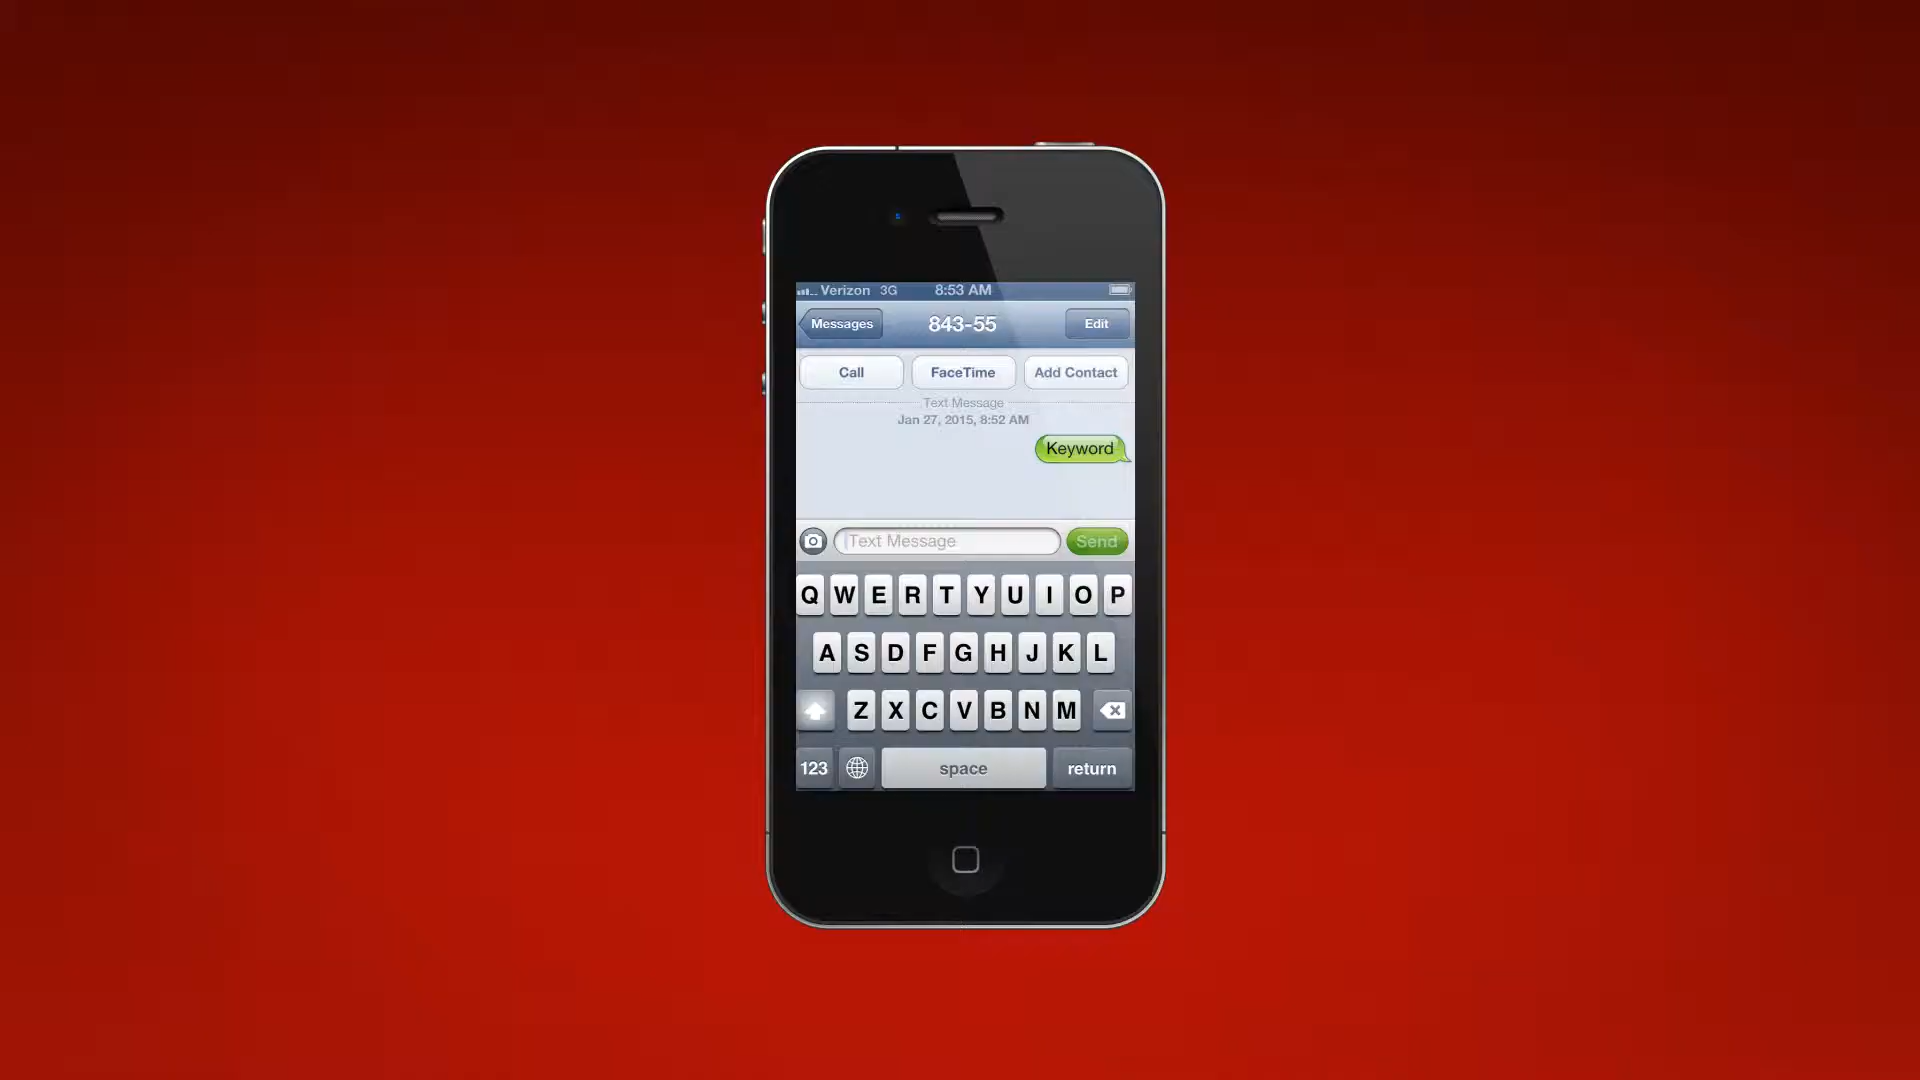 Verizon 3G 8:53 AM
Messages 843-55 Edit
Call FaceTime Add Contact
Text Message
Jan 27, 2015, 8:52 AM
Keyword
Text Message Send
Q W E R T Y U I O P
A S D F G H J K L
Z X C V B N M
123 space return